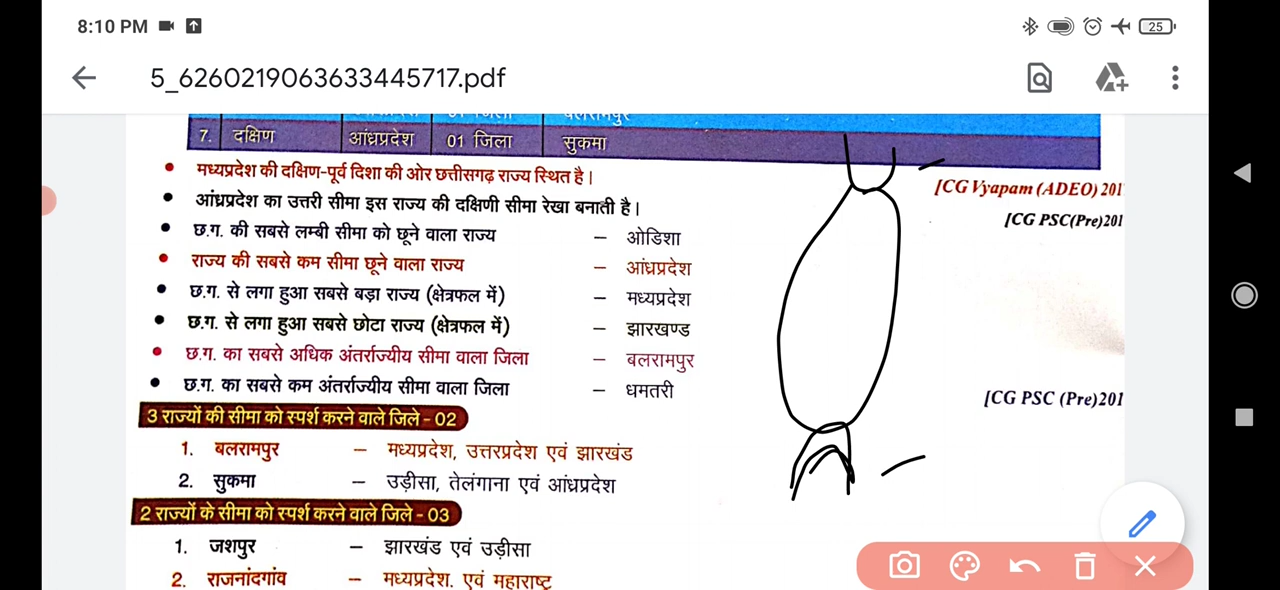 8:10 PM
25
5_6260219063633445717.pdf
बलरामपुर
7. दक्षिण आंध्रप्रदेश 01 जिला सुकमा
• मध्यप्रदेश की दक्षिण-पूर्व दिशा की ओर छत्तीसगढ़ राज्य स्थित है। [CG Vyapam (ADEO) 201
• आंध्रप्रदेश का उत्तरी सीमा इस राज्य की दक्षिणी सीमा रेखा बनाती है। [CG PSC(Pre)201
• छ.ग. की सबसे लम्बी सीमा को छूने वाला राज्य – ओडिशा
• राज्य की सबसे कम सीमा छूने वाला राज्य – आंध्रप्रदेश
• छ.ग. से लगा हुआ सबसे बड़ा राज्य (क्षेत्रफल में) – मध्यप्रदेश
• छ.ग. से लगा हुआ सबसे छोटा राज्य (क्षेत्रफल में) – झारखण्ड
• छ.ग. का सबसे अधिक अंतर्राज्यीय सीमा वाला जिला – बलरामपुर
• छ.ग. का सबसे कम अंतर्राज्यीय सीमा वाला जिला – धमतरी [CG PSC (Pre)201
3 राज्यों की सीमा को स्पर्श करने वाले जिले - 02
1. बलरामपुर – मध्यप्रदेश, उत्तरप्रदेश एवं झारखंड
2. सुकमा – उड़ीसा, तेलंगाना एवं आंध्रप्रदेश
2 राज्यों के सीमा को स्पर्श करने वाले जिले - 03
1. जशपुर – झारखंड एवं उड़ीसा
2. राजनांदगांव – मध्यप्रदेश. एवं महाराष्ट्र